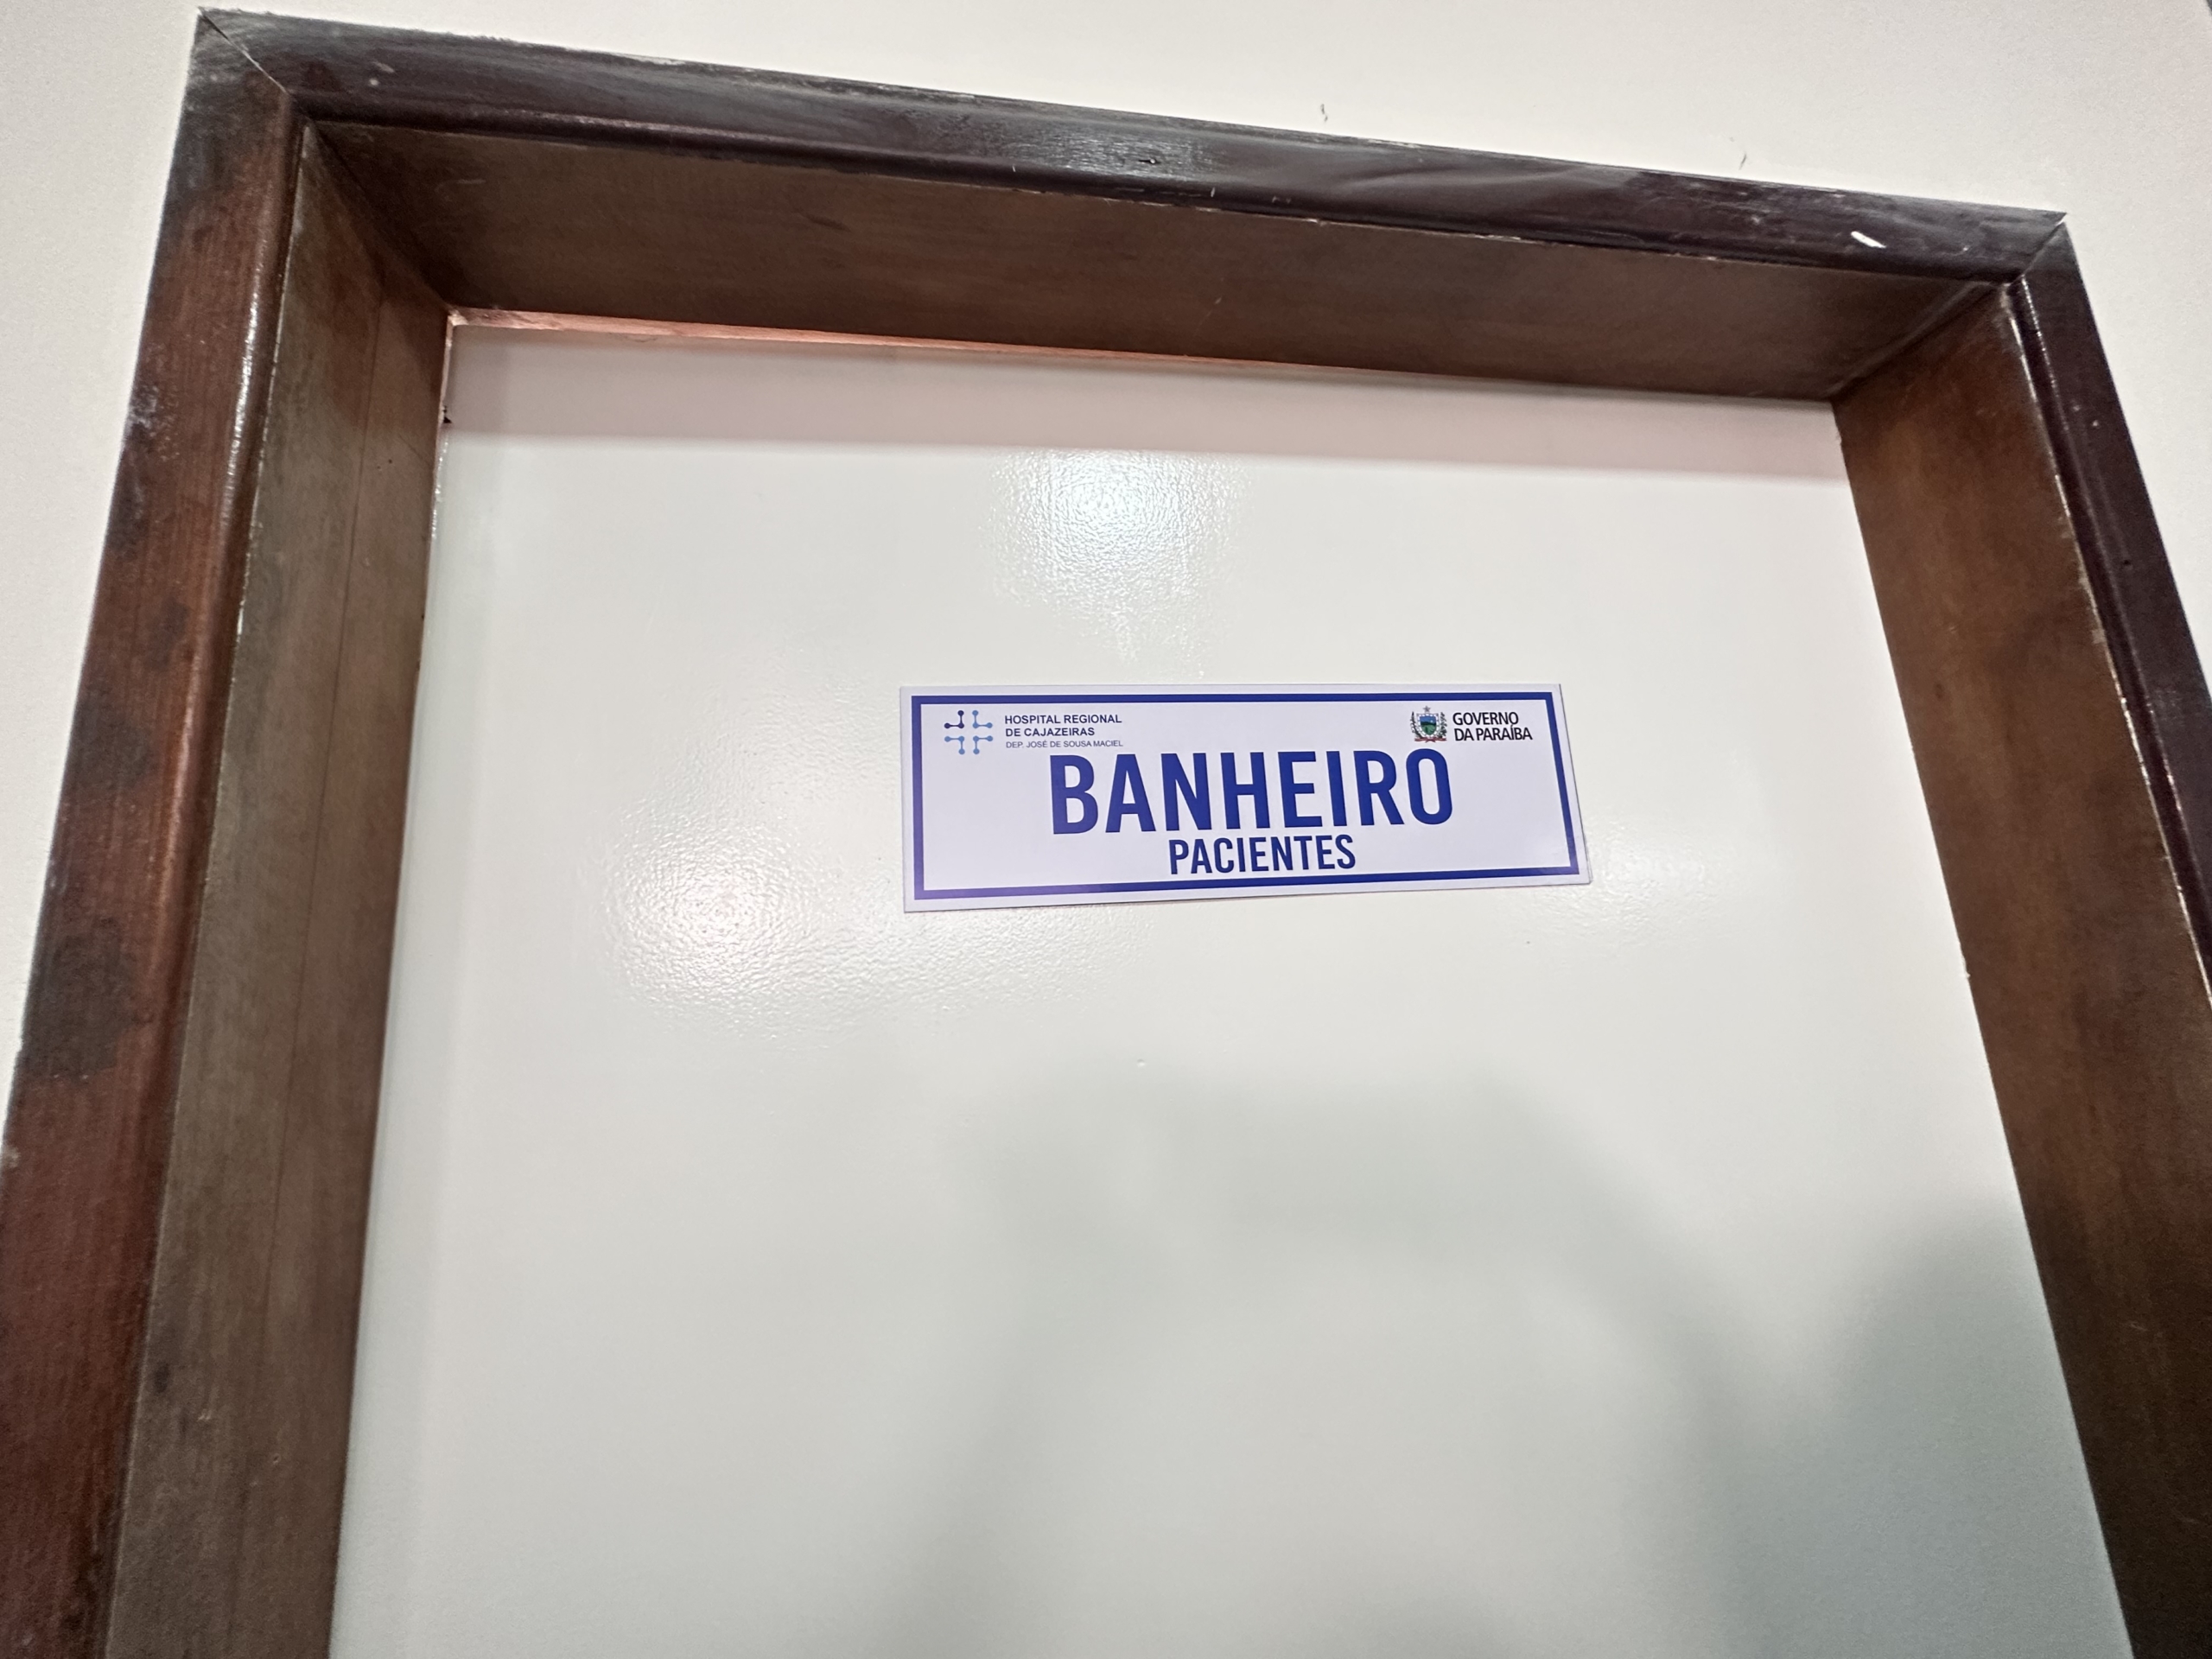 HOSPITAL REGIONAL
DE CAJAZEIRAS
DEP. JOSÉ DE SOUSA MACIEL
GOVERNO
DA PARAÍBA
BANHEIRO
PACIENTES